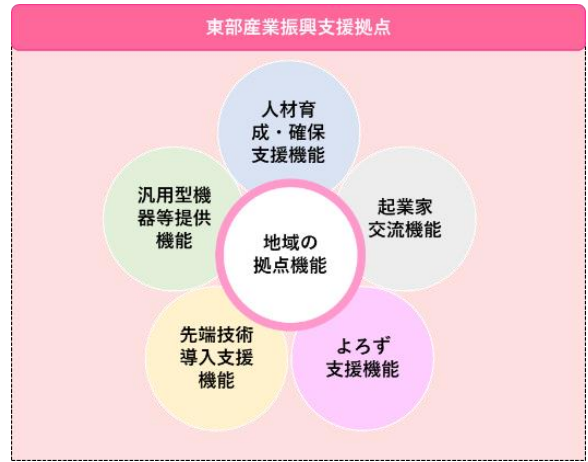 東部産業振興支援拠点
人材育
成・確保
支援機能
汎用型機
器等提供
機能
起業家
交流機能
地域の
拠点機能
先端技術
導入支援
機能
よろず
支援機能